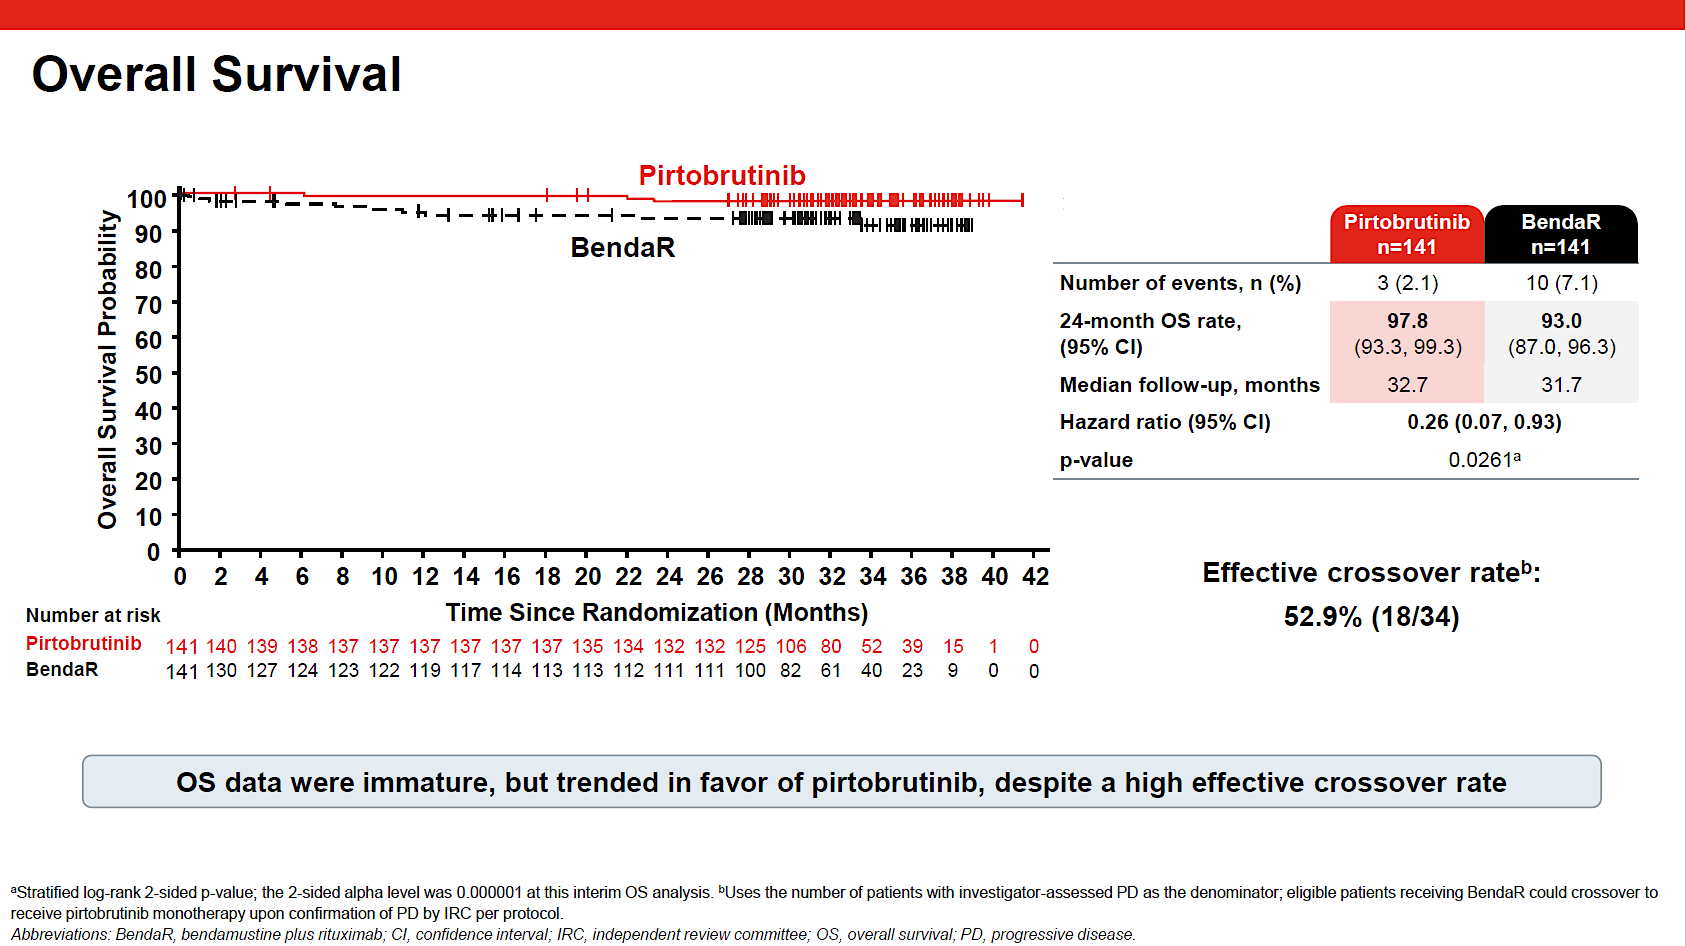 Overall Survival
Pirtobrutinib
BendaR
Overall Survival Probability
100
90
80
70
60
50
40
30
20
10
0
0 2 4 6 8 10 12 14 16 18 20 22 24 26 28 30 32 34 36 38 40 42
Time Since Randomization (Months)
Number at risk
Pirtobrutinib 141 140 139 138 137 137 137 137 137 137 135 134 132 132 125 106 80 52 39 15 1 0
BendaR 141 130 127 124 123 122 119 117 114 113 113 112 111 111 100 82 61 40 23 9 0 0
Pirtobrutinib BendaR
n=141 n=141
Number of events, n (%) 3 (2.1) 10 (7.1)
24-month OS rate, 97.8 93.0
(95% CI) (93.3, 99.3) (87.0, 96.3)
Median follow-up, months 32.7 31.7
Hazard ratio (95% CI) 0.26 (0.07, 0.93)
p-value 0.0261ᵃ
Effective crossover rateᵇ:
52.9% (18/34)
OS data were immature, but trended in favor of pirtobrutinib, despite a high effective crossover rate
ᵃStratified log-rank 2-sided p-value; the 2-sided alpha level was 0.000001 at this interim OS analysis. ᵇUses the number of patients with investigator-assessed PD as the denominator; eligible patients receiving BendaR could crossover to
receive pirtobrutinib monotherapy upon confirmation of PD by IRC per protocol.
Abbreviations: BendaR, bendamustine plus rituximab; CI, confidence interval; IRC, independent review committee; OS, overall survival; PD, progressive disease.